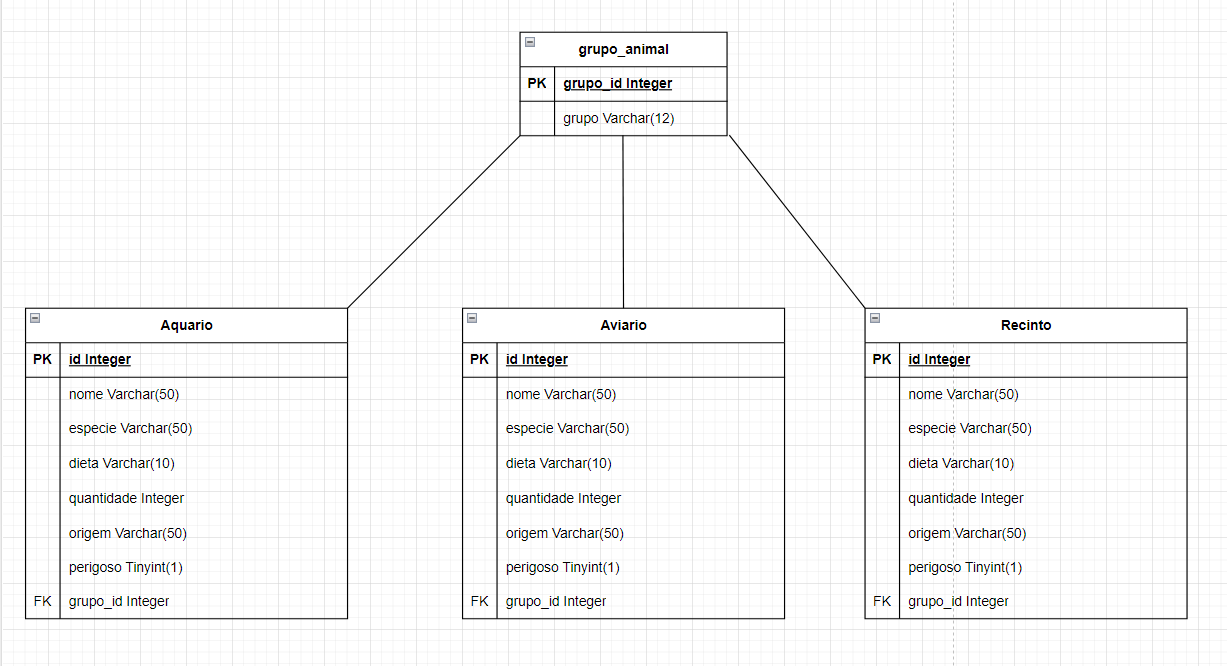 grupo_animal
PK grupo_id Integer
grupo Varchar(12)
Aquario
PK id Integer
nome Varchar(50)
especie Varchar(50)
dieta Varchar(10)
quantidade Integer
origem Varchar(50)
perigoso Tinyint(1)
FK grupo_id Integer
Aviario
PK id Integer
nome Varchar(50)
especie Varchar(50)
dieta Varchar(10)
quantidade Integer
origem Varchar(50)
perigoso Tinyint(1)
FK grupo_id Integer
Recinto
PK id Integer
nome Varchar(50)
especie Varchar(50)
dieta Varchar(10)
quantidade Integer
origem Varchar(50)
perigoso Tinyint(1)
FK grupo_id Integer